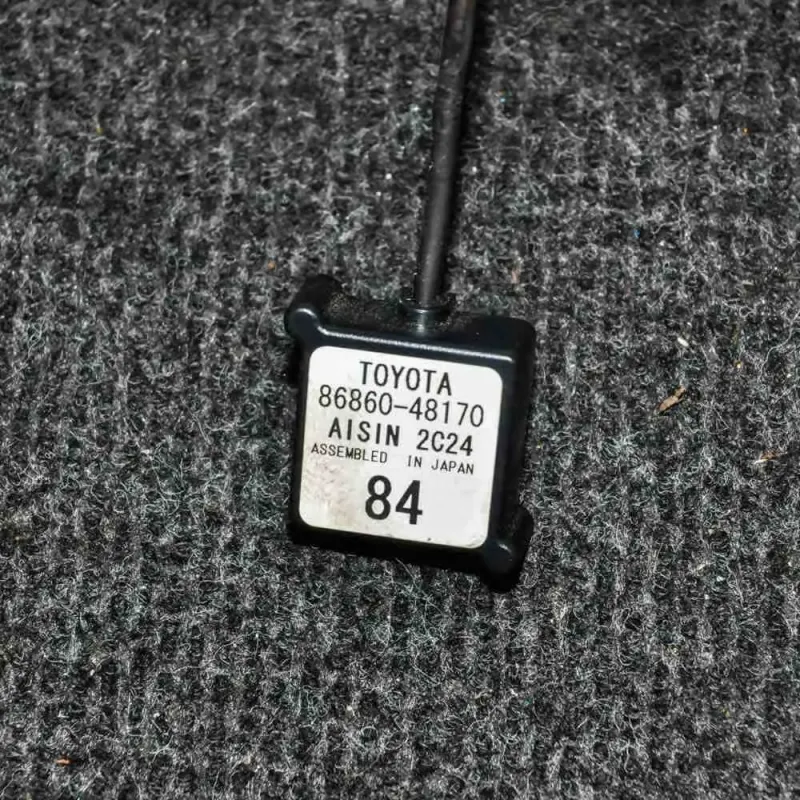 TOYOTA
86860-48170
AISIN 2C24
ASSEMBLED IN JAPAN
84